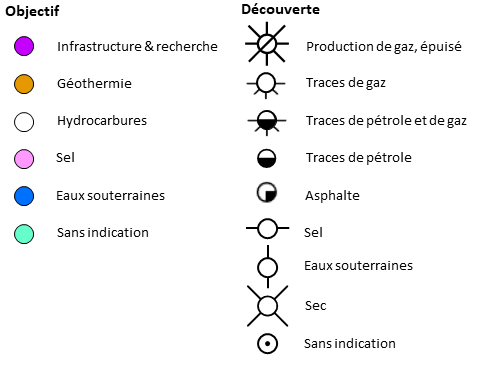 Objectif
Infrastructure & recherche
Géothermie
Hydrocarbures
Sel
Eaux souterraines
Sans indication
Découverte
Production de gaz, épuisé
Traces de gaz
Traces de pétrole et de gaz
Traces de pétrole
Asphalte
Sel
Eaux souterraines
Sec
Sans indication